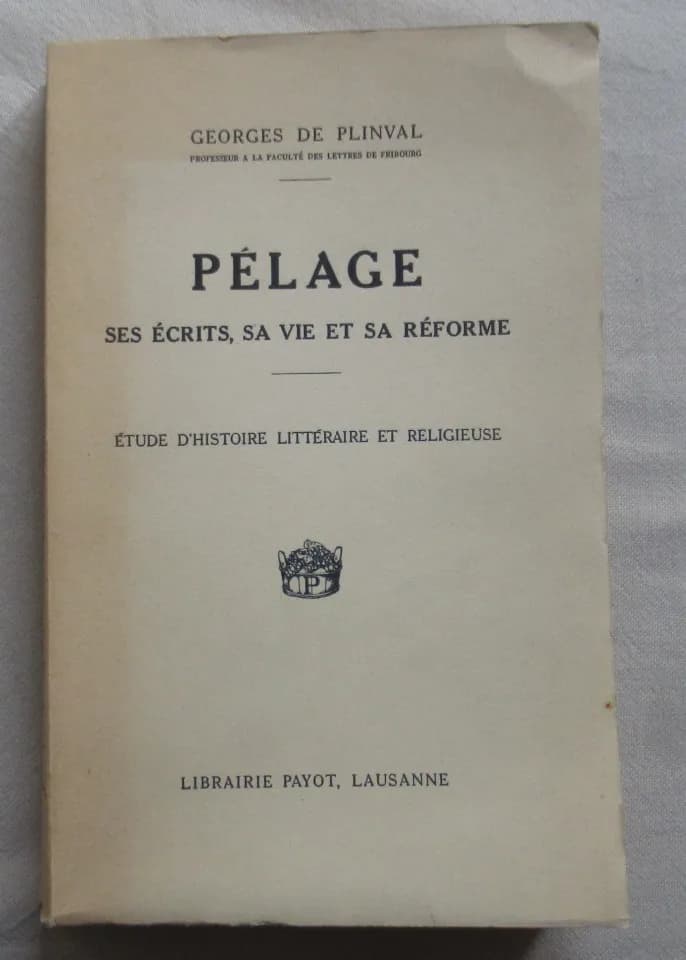 GEORGES DE PLINVAL
PROFESSEUR A LA FACULTÉ DES LETTRES DE FRIBOURG
PÉLAGE
SES ÉCRITS, SA VIE ET SA RÉFORME
ÉTUDE D'HISTOIRE LITTÉRAIRE ET RELIGIEUSE
P
LIBRAIRIE PAYOT, LAUSANNE